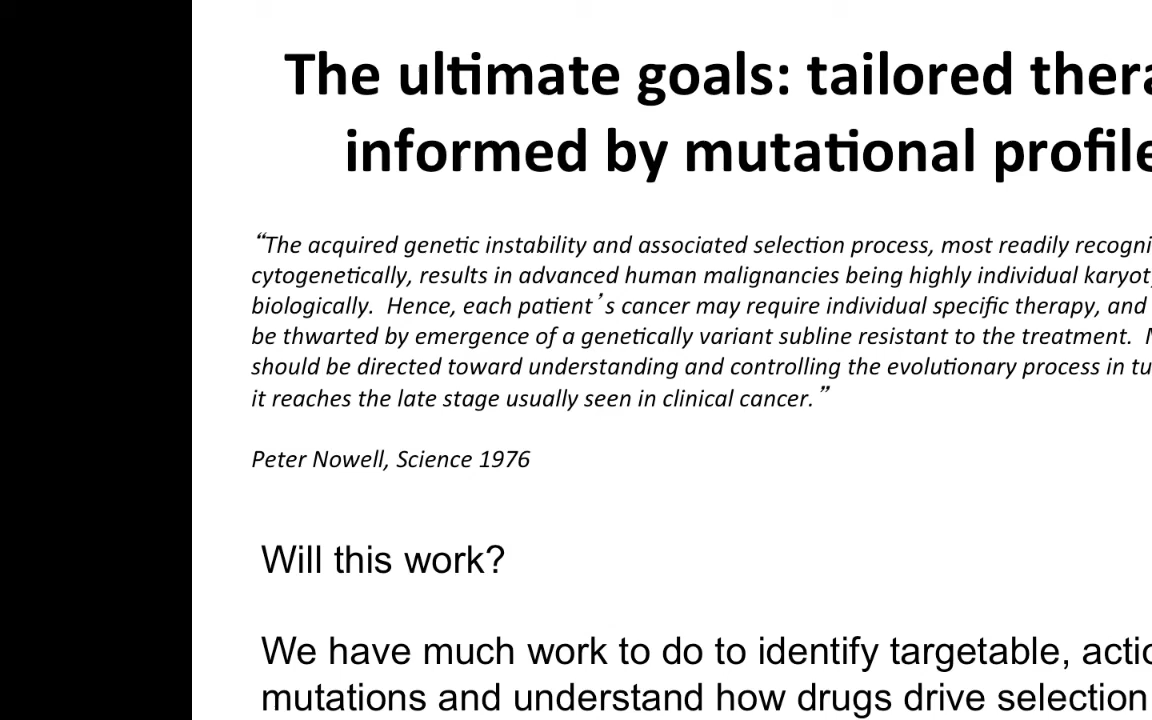 The ultimate goals: tailored thera
informed by mutational profile
“The acquired genetic instability and associated selection process, most readily recogni
cytogenetically, results in advanced human malignancies being highly individual karyoty
biologically.  Hence, each patient’s cancer may require individual specific therapy, and
be thwarted by emergence of a genetically variant subline resistant to the treatment.  M
should be directed toward understanding and controlling the evolutionary process in tu
it reaches the late stage usually seen in clinical cancer.”
Peter Nowell, Science 1976
Will this work?
We have much work to do to identify targetable, actio
mutations and understand how drugs drive selection